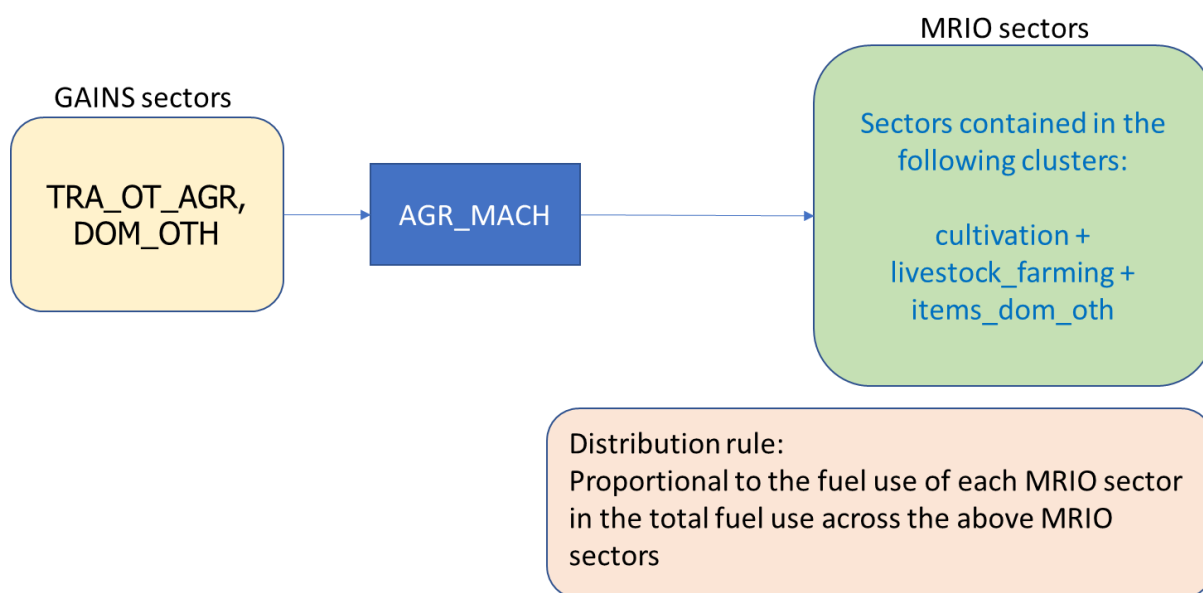 MRIO sectors
GAINS sectors
TRA_OT_AGR,
DOM_OTH
AGR_MACH
Sectors contained in the
following clusters:
cultivation +
livestock_farming +
items_dom_oth
Distribution rule:
Proportional to the fuel use of each MRIO sector
in the total fuel use across the above MRIO
sectors